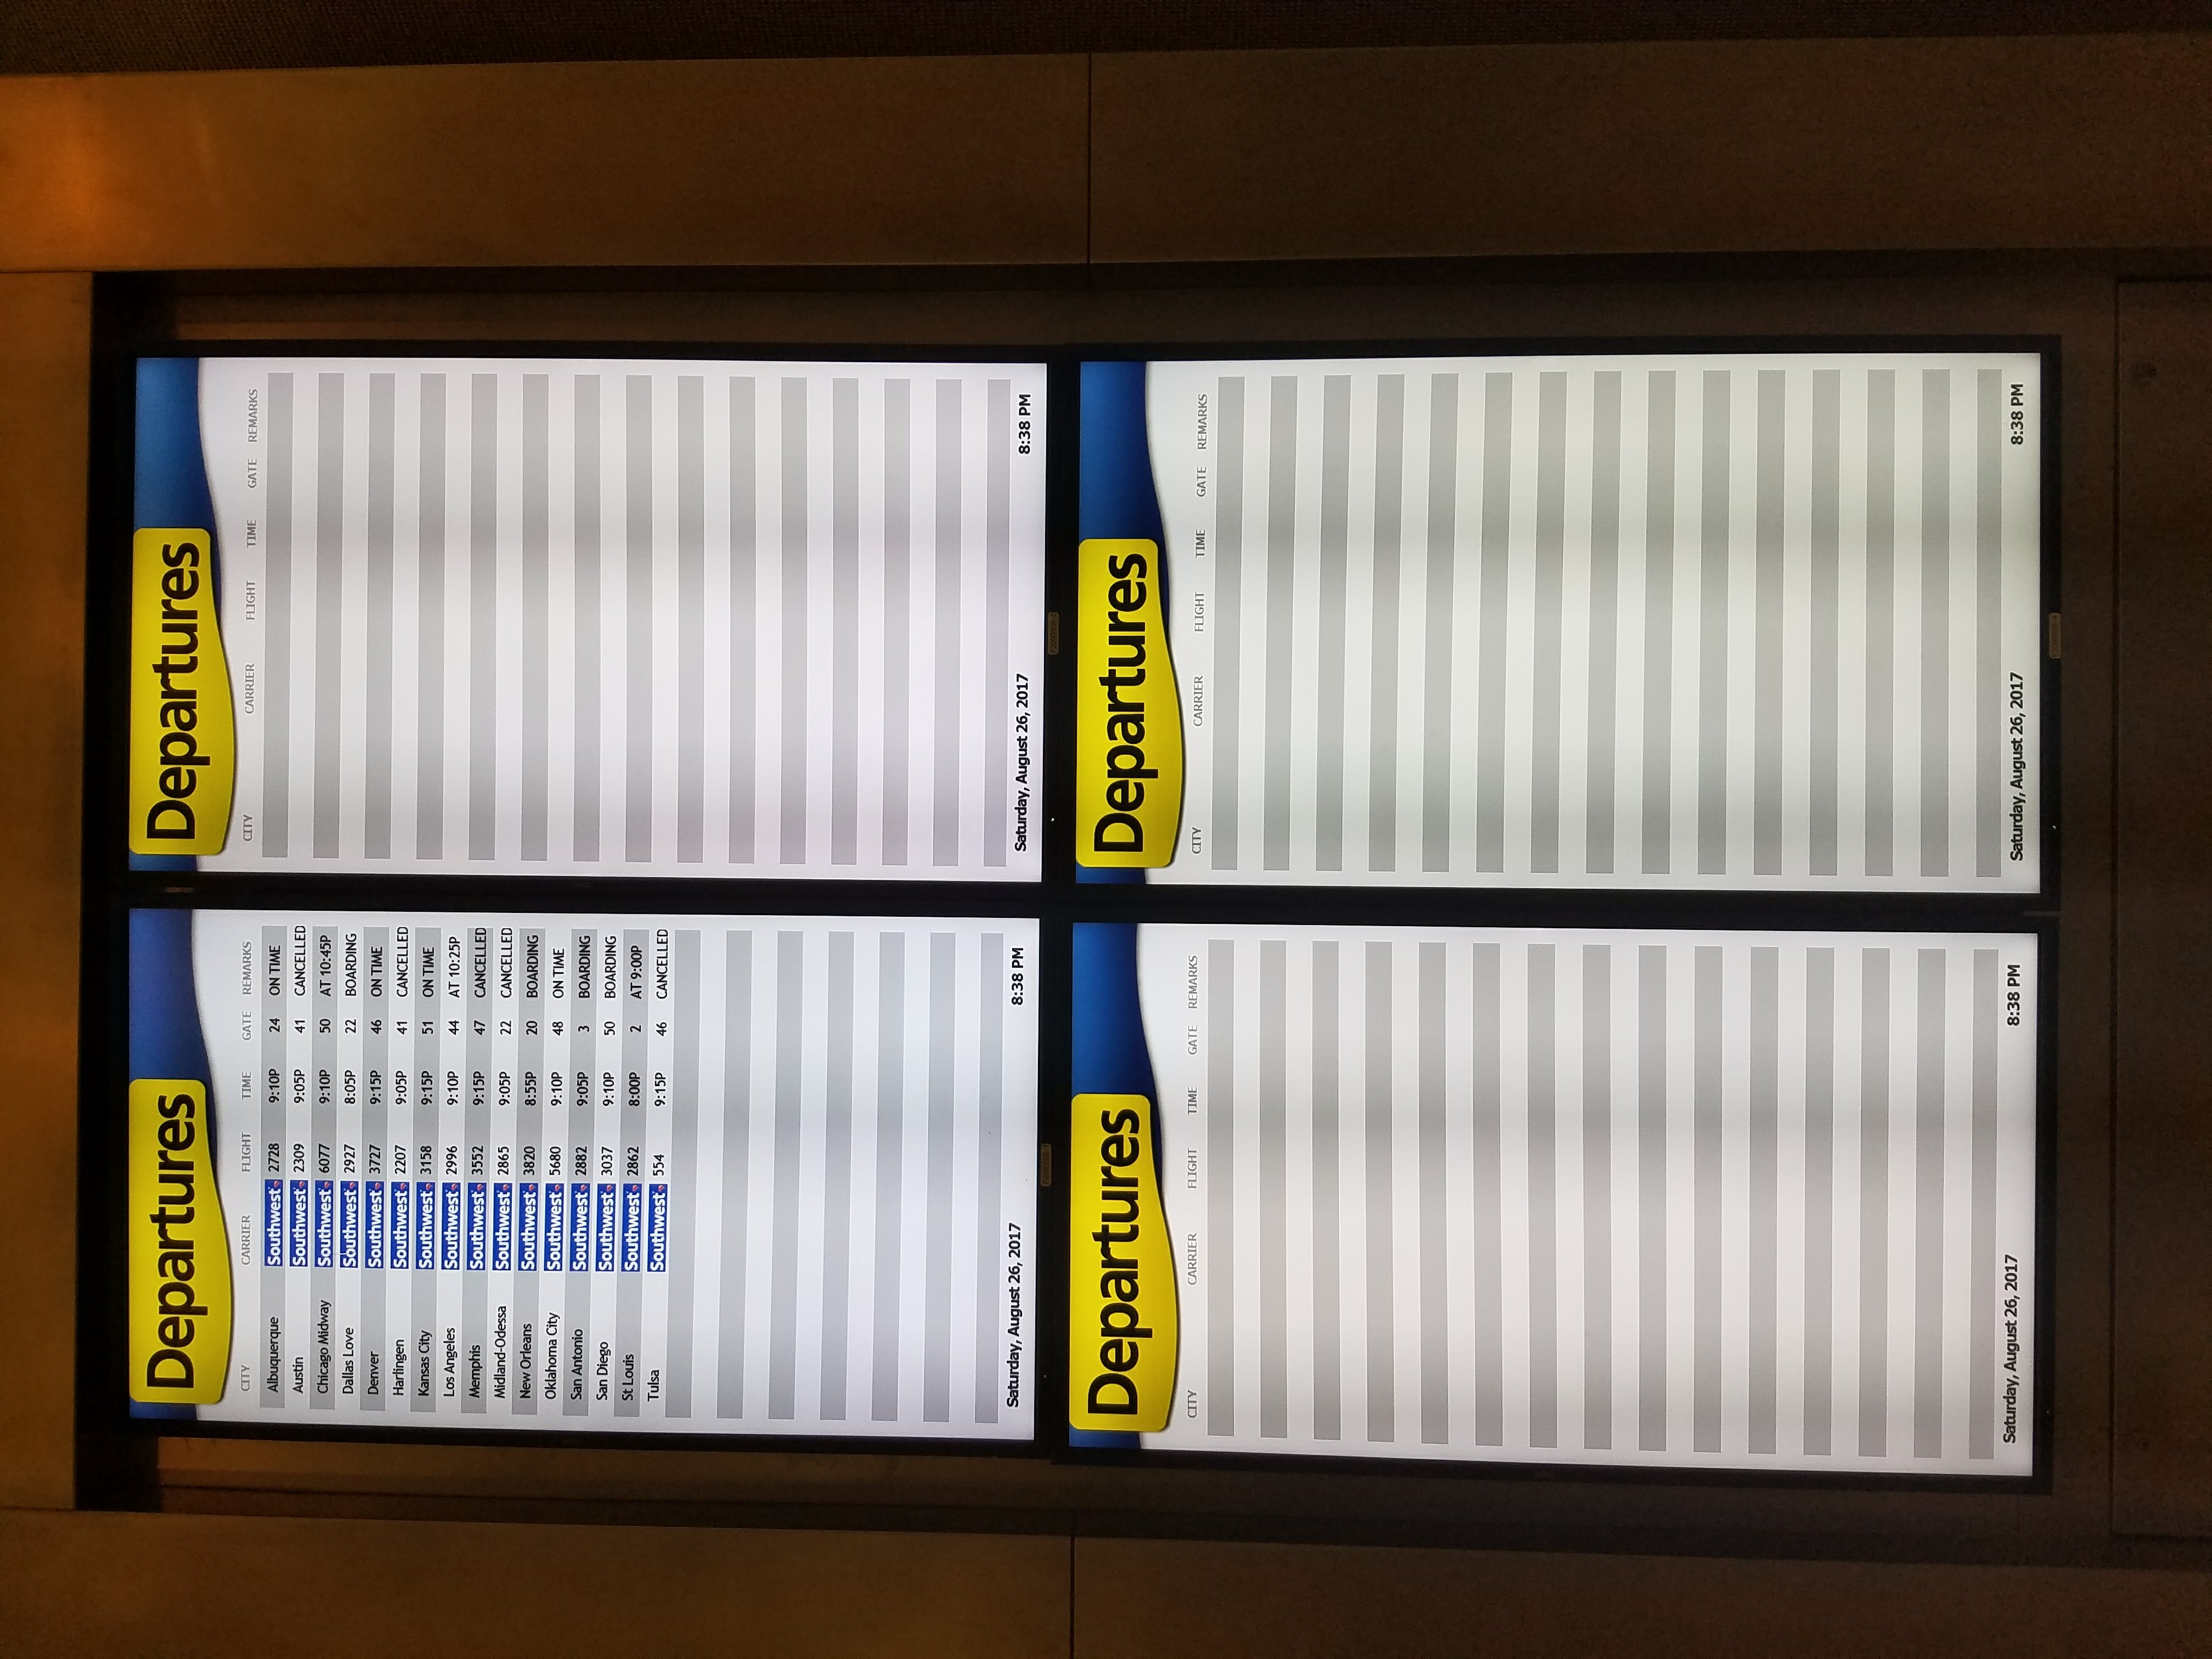 Departures
CITY CARRIER FLIGHT TIME GATE REMARKS
Albuquerque Southwest 2728 9:10P 24 ON TIME
Austin Southwest 2309 9:05P 41 CANCELLED
Chicago Midway Southwest 6077 9:10P 50 AT 10:45P
Dallas Love Southwest 2927 8:05P 22 BOARDING
Denver Southwest 3727 9:15P 46 ON TIME
Harlingen Southwest 2207 9:05P 41 CANCELLED
Kansas City Southwest 3158 9:15P 51 ON TIME
Los Angeles Southwest 2996 9:10P 44 AT 10:25P
Memphis Southwest 3552 9:15P 47 CANCELLED
Midland-Odessa Southwest 2865 9:05P 22 CANCELLED
New Orleans Southwest 3820 8:55P 20 BOARDING
Oklahoma City Southwest 5680 9:10P 48 ON TIME
San Antonio Southwest 2882 9:05P 3 BOARDING
San Diego Southwest 3037 9:10P 50 BOARDING
St Louis Southwest 2862 8:00P 2 AT 9:00P
Tulsa Southwest 554 9:15P 46 CANCELLED
Saturday, August 26, 2017 8:38 PM
Departures
CITY CARRIER FLIGHT TIME GATE REMARKS
Saturday, August 26, 2017 8:38 PM
Departures
CITY CARRIER FLIGHT TIME GATE REMARKS
Saturday, August 26, 2017 8:38 PM
Departures
CITY CARRIER FLIGHT TIME GATE REMARKS
Saturday, August 26, 2017 8:38 PM